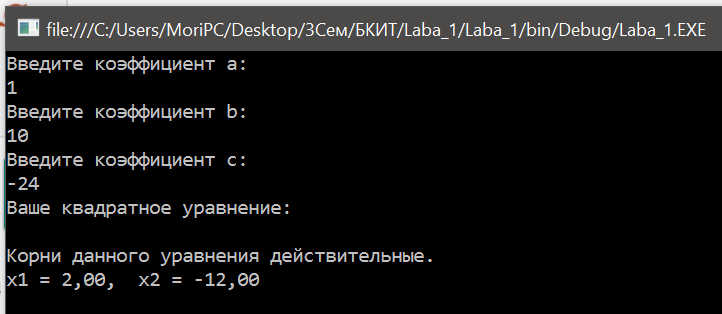 file:///C:/Users/MoriPC/Desktop/3Сем/БКИТ/Laba_1/Laba_1/bin/Debug/Laba_1.EXE
Введите коэффициент a:
1
Введите коэффициент b:
10
Введите коэффициент c:
-24
Ваше квадратное уравнение:
Корни данного уравнения действительные.
x1 = 2,00,  x2 = -12,00